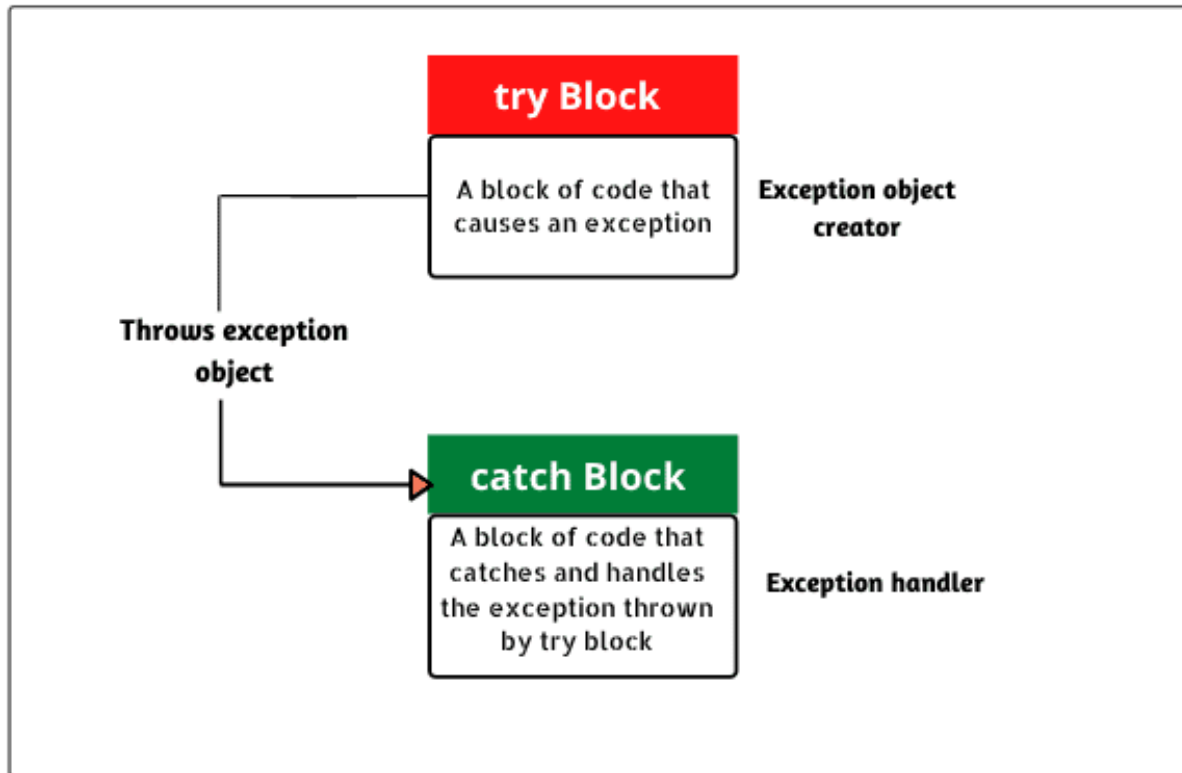 try Block
A block of code that
causes an exception
Exception object
creator
Throws exception
object
catch Block
A block of code that
catches and handles
the exception thrown
by try block
Exception handler